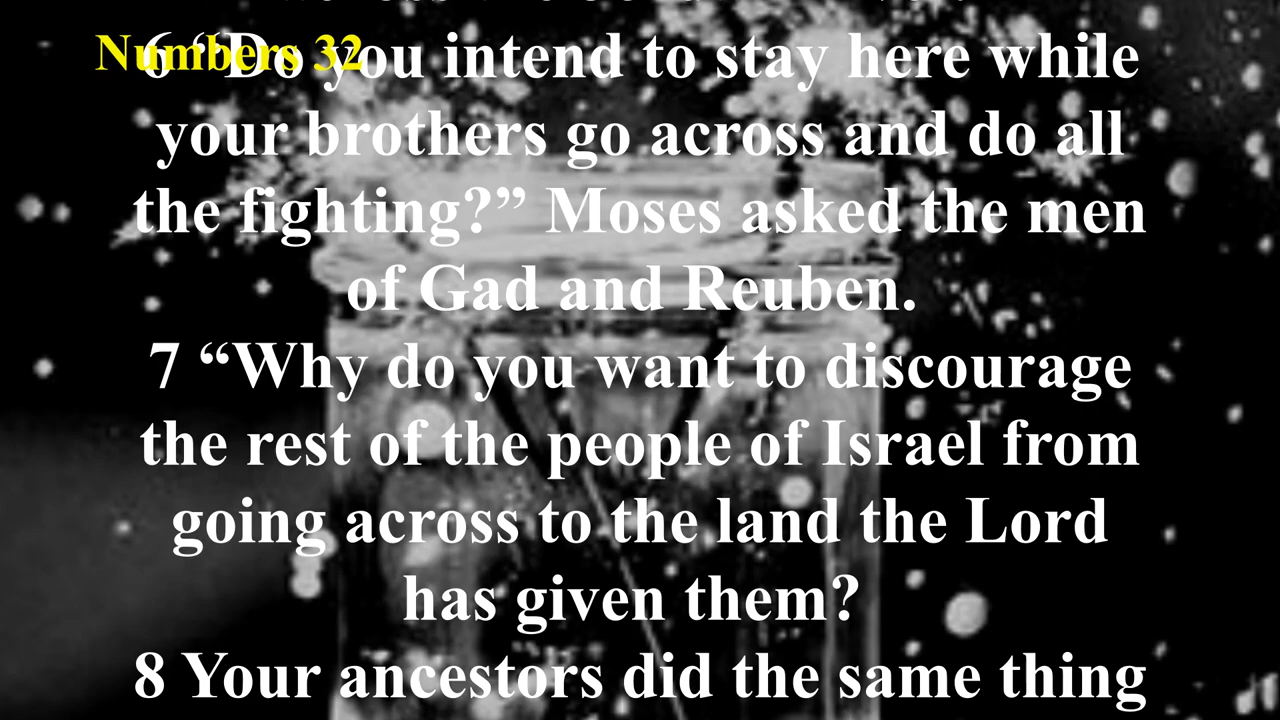 Numbers 32
6 “Do you intend to stay here while
your brothers go across and do all
the fighting?” Moses asked the men
of Gad and Reuben.
7 “Why do you want to discourage
the rest of the people of Israel from
going across to the land the Lord
has given them?
8 Your ancestors did the same thing